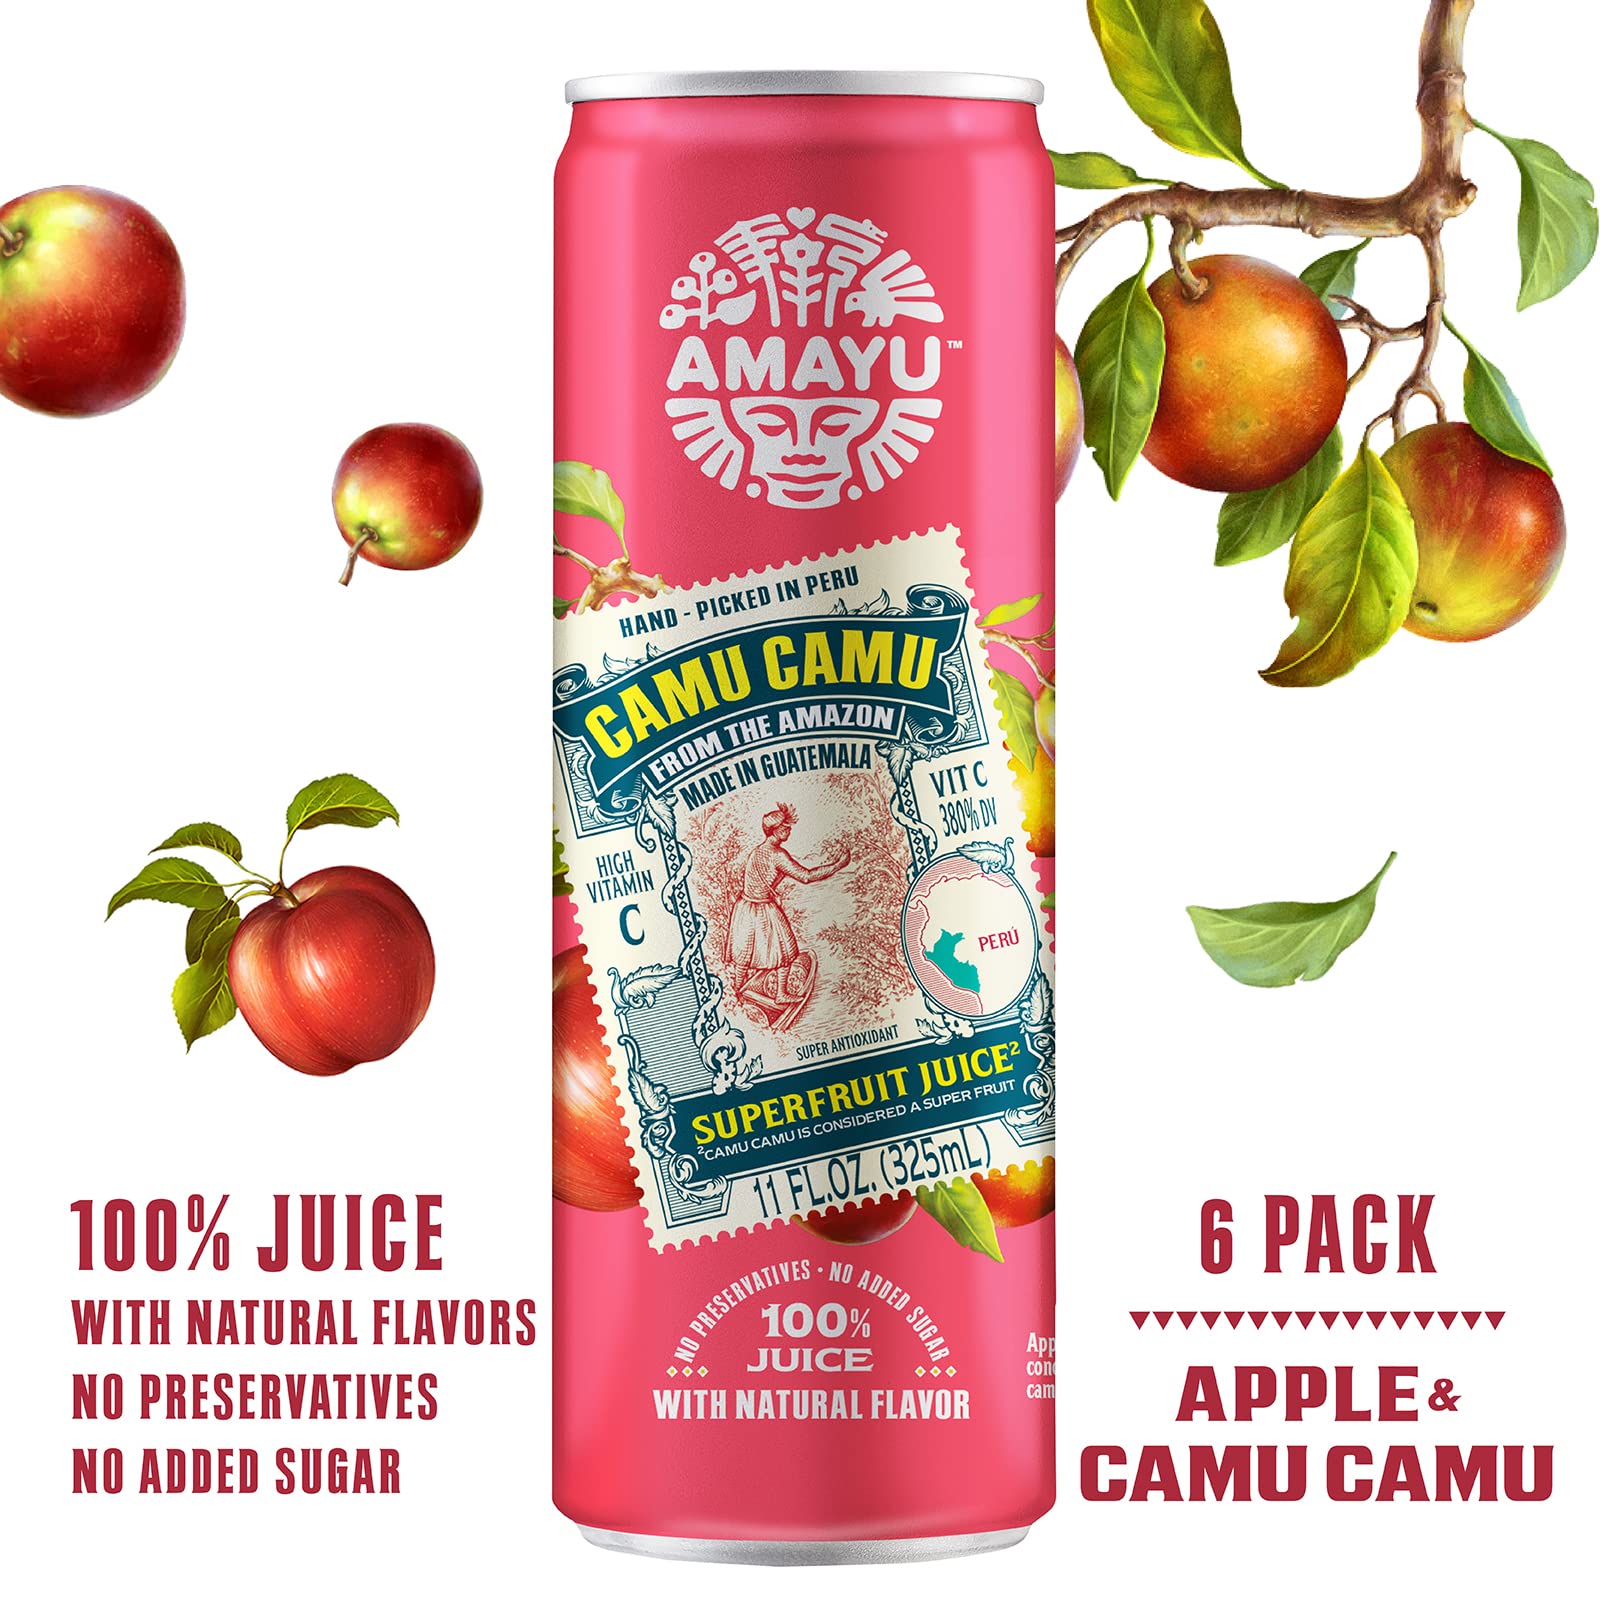 AMAYU™
HAND - PICKED IN PERU
CAMU CAMU
FROM THE AMAZON
MADE IN GUATEMALA
VIT C
380% DV
HIGH
VITAMIN
C
PERÚ
SUPER ANTIOXIDANT
SUPERFRUIT JUICE²
²CAMU CAMU IS CONSIDERED A SUPER FRUIT
11 FL.OZ. (325mL)
NO PRESERVATIVES · NO ADDED SUGAR
100%
JUICE
WITH NATURAL FLAVOR
App
conc
cam
100% JUICE
WITH NATURAL FLAVORS
NO PRESERVATIVES
NO ADDED SUGAR
6 PACK
APPLE &
CAMU CAMU